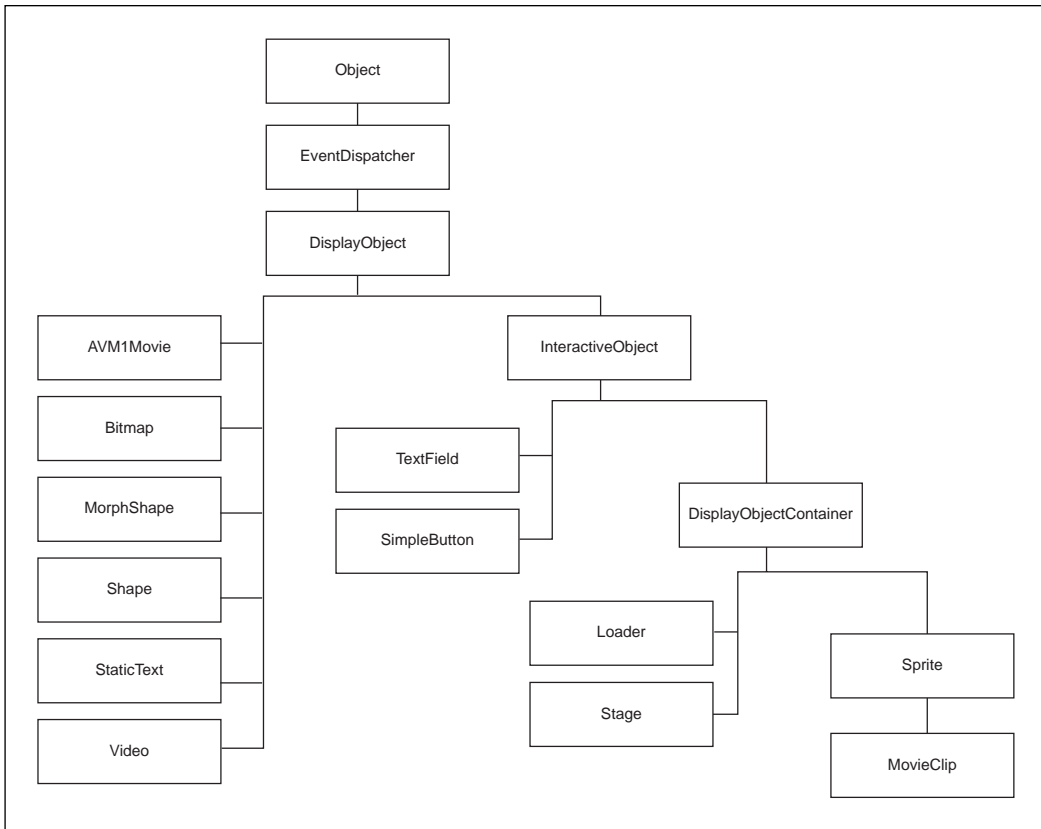 Object
EventDispatcher
DisplayObject
AVM1Movie
InteractiveObject
Bitmap
TextField
MorphShape
DisplayObjectContainer
SimpleButton
Shape
Loader
StaticText
Sprite
Stage
Video
MovieClip